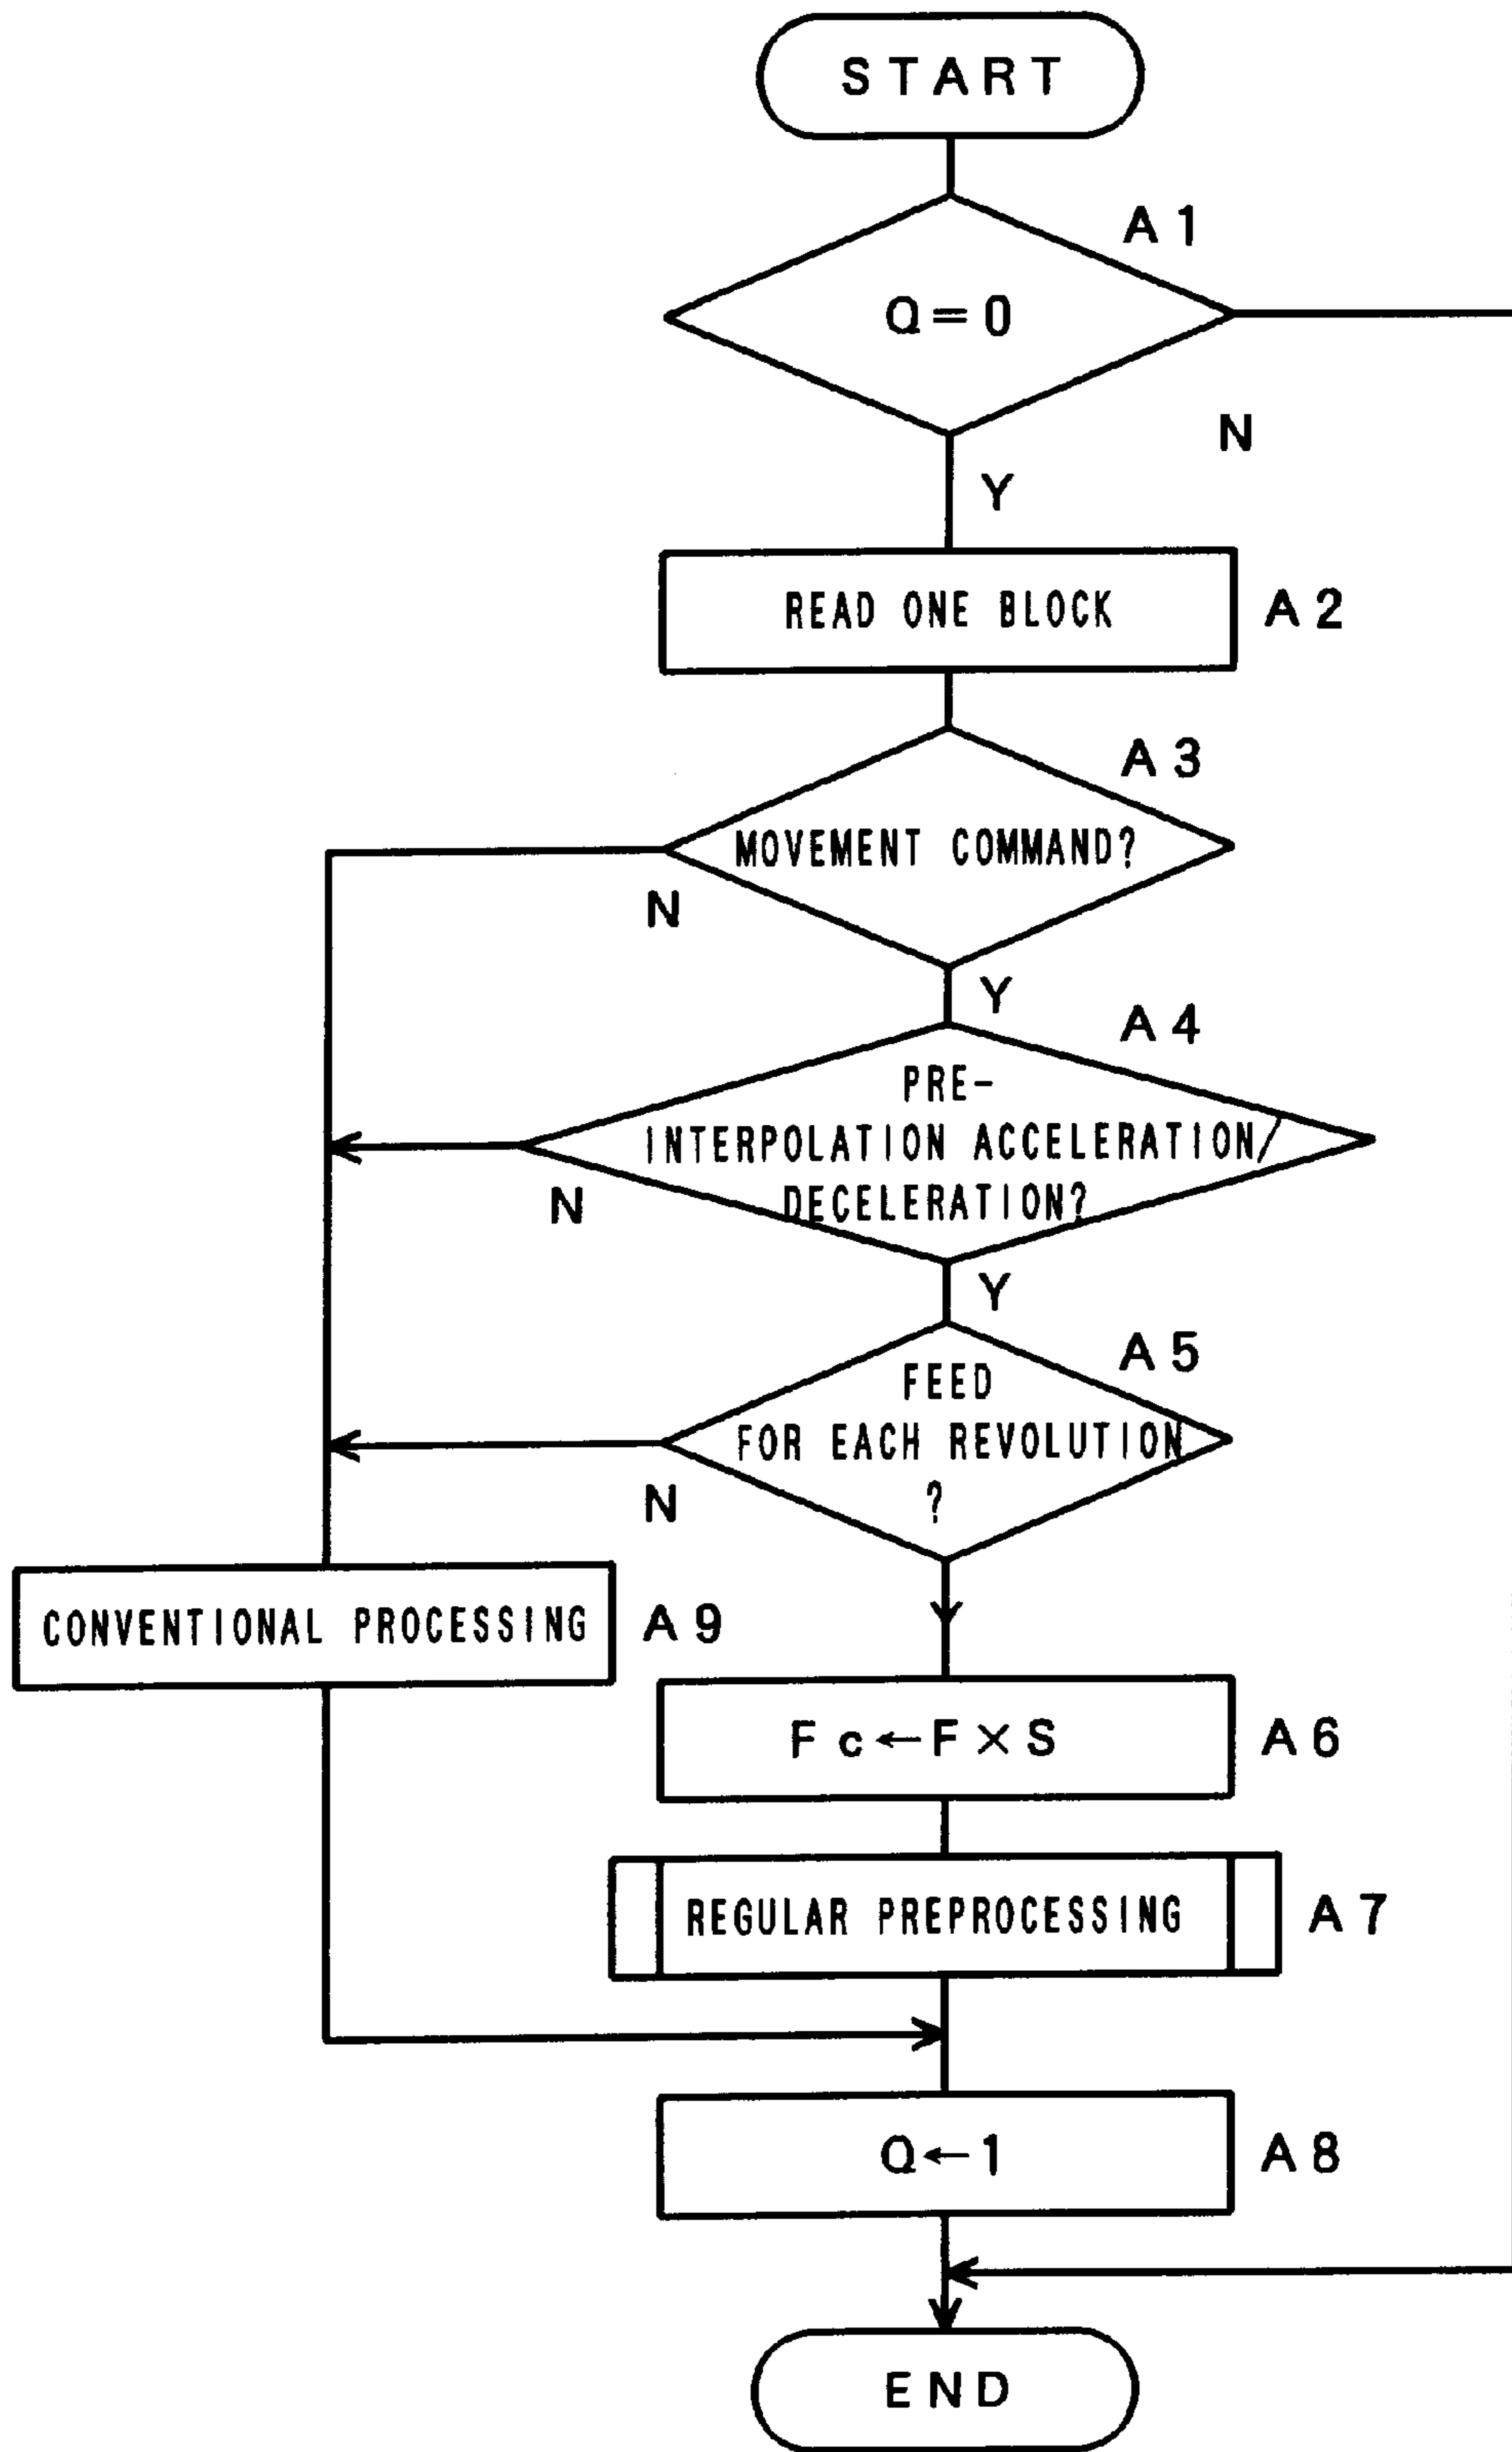 START
A1
Q=0
N
Y
READ ONE BLOCK
A2
A3
MOVEMENT COMMAND?
N
Y
A4
PRE-
INTERPOLATION ACCELERATION/
DECELERATION?
N
Y
A5
FEED
FOR EACH REVOLUTION
?
N
CONVENTIONAL PROCESSING
A9
Fc←F×S
A6
REGULAR PREPROCESSING
A7
Q←1
A8
END